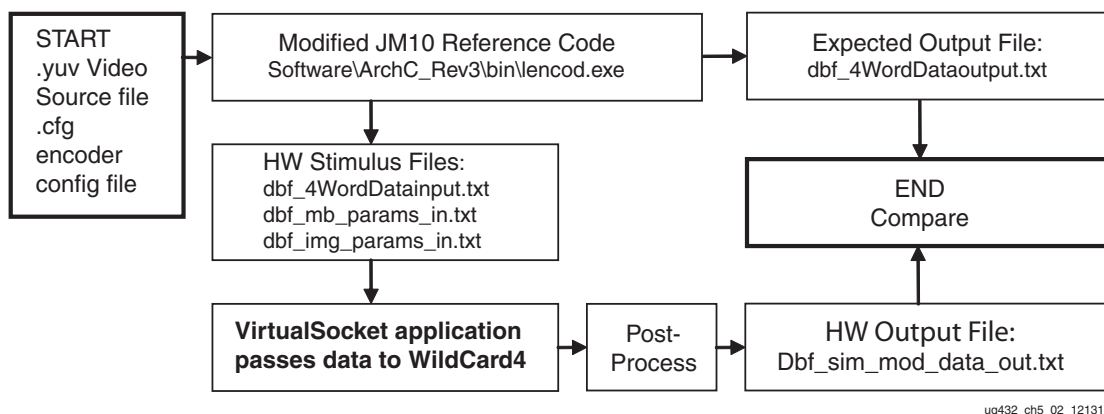 START
.yuv Video
Source file
.cfg
encoder
config file
Modified JM10 Reference Code
Software\ArchC_Rev3\bin\lencod.exe
Expected Output File:
dbf_4WordDataoutput.txt
HW Stimulus Files:
dbf_4WordDatainput.txt
dbf_mb_params_in.txt
dbf_img_params_in.txt
END
Compare
VirtualSocket application
passes data to WildCard4
Post-
Process
HW Output File:
Dbf_sim_mod_data_out.txt
ug432_ch5_02_12131